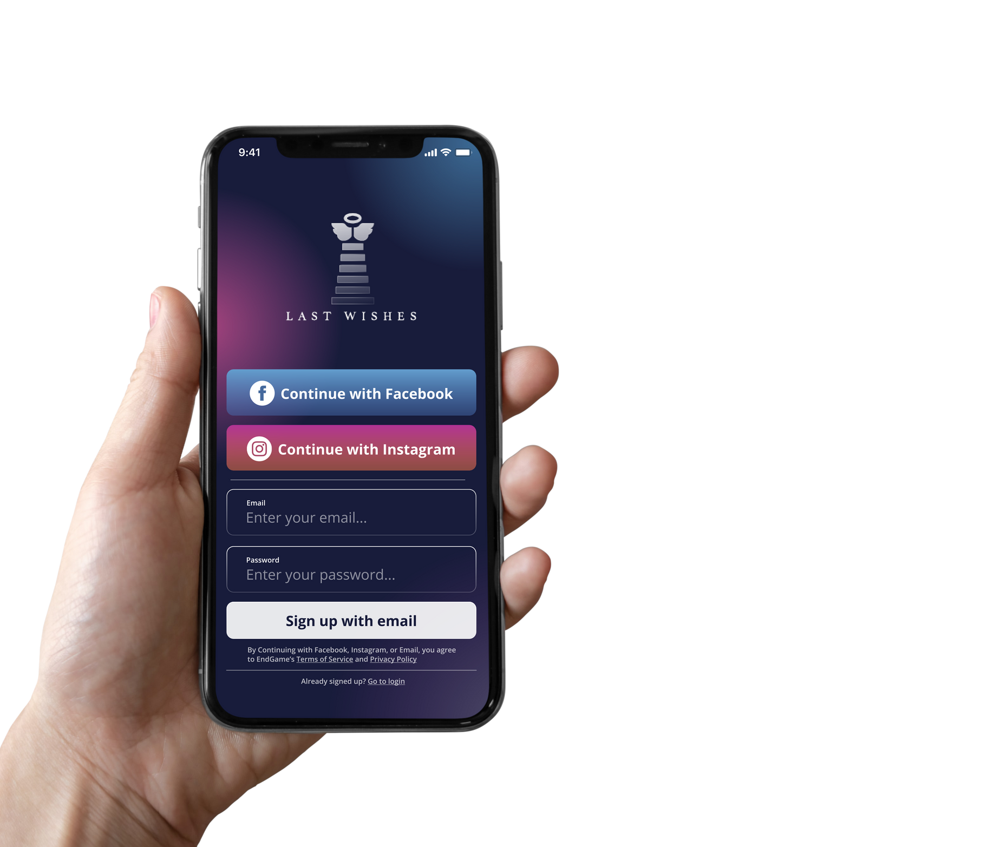 9:41
LAST WISHES
Continue with Facebook
Continue with Instagram
Email
Enter your email...
Password
Enter your password...
Sign up with email
By Continuing with Facebook, Instagram, or Email, you agree
to EndGame's Terms of Service and Privacy Policy
Already signed up? Go to login